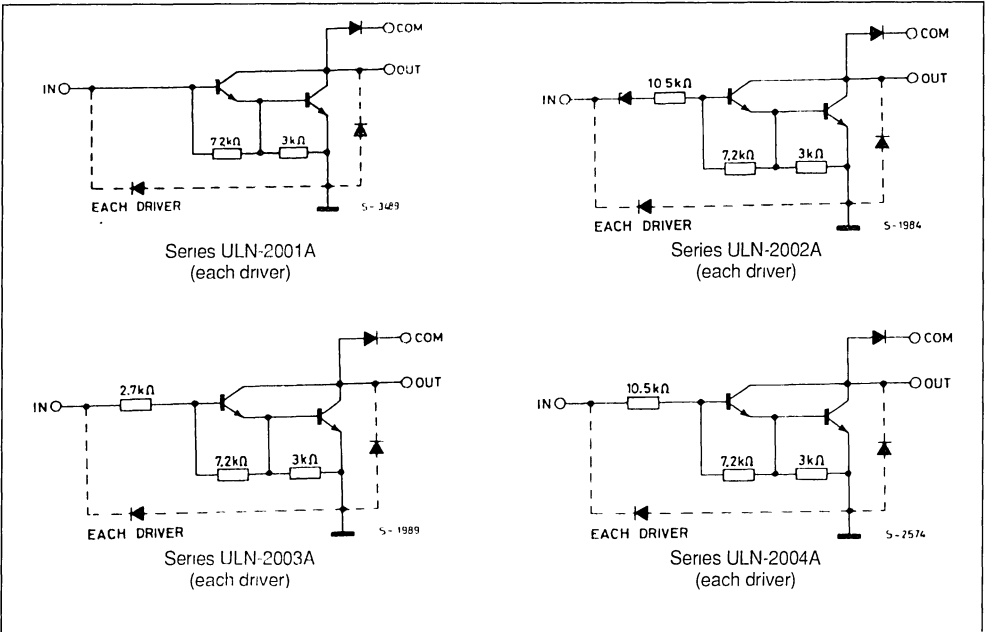 COM
OUT
IN
7.2kΩ
3kΩ
EACH DRIVER
S-3489
Series ULN-2001A
(each driver)
COM
OUT
10 5kΩ
IN
7.2kΩ
3kΩ
EACH DRIVER
S-1984
Series ULN-2002A
(each driver)
COM
OUT
2.7kΩ
IN
7.2kΩ
3kΩ
EACH DRIVER
S-1989
Series ULN-2003A
(each driver)
COM
OUT
10.5kΩ
IN
7.2kΩ
3kΩ
EACH DRIVER
S-2574
Series ULN-2004A
(each driver)